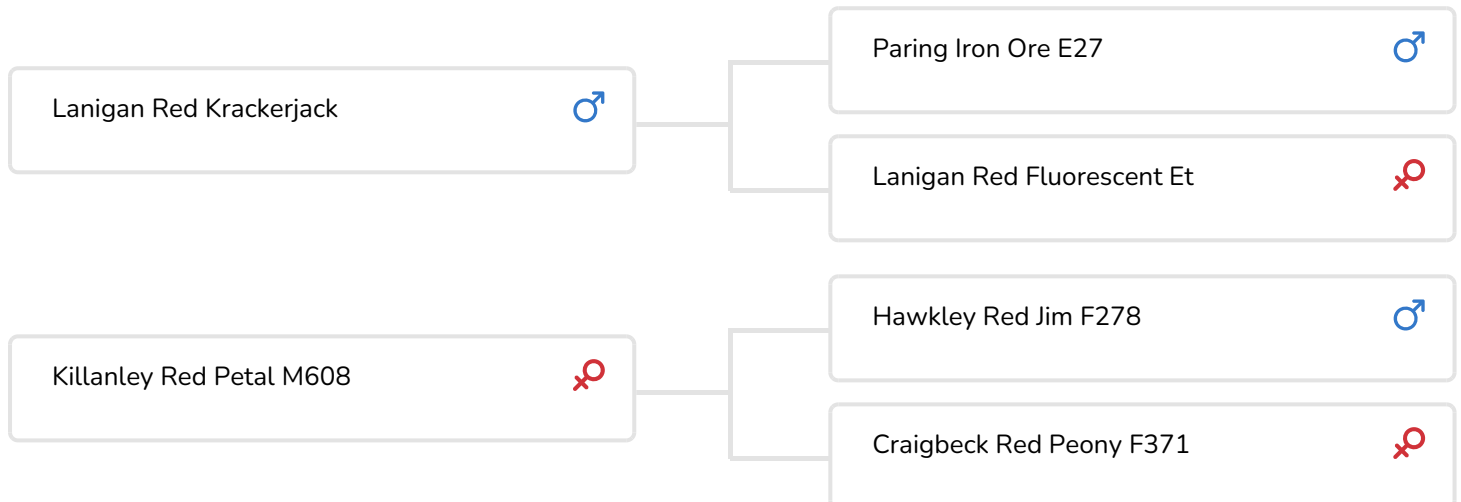 Paring Iron Ore E27
Lanigan Red Krackerjack
Lanigan Red Fluorescent Et
Hawkley Red Jim F278
Killanley Red Petal M608
Craigbeck Red Peony F371